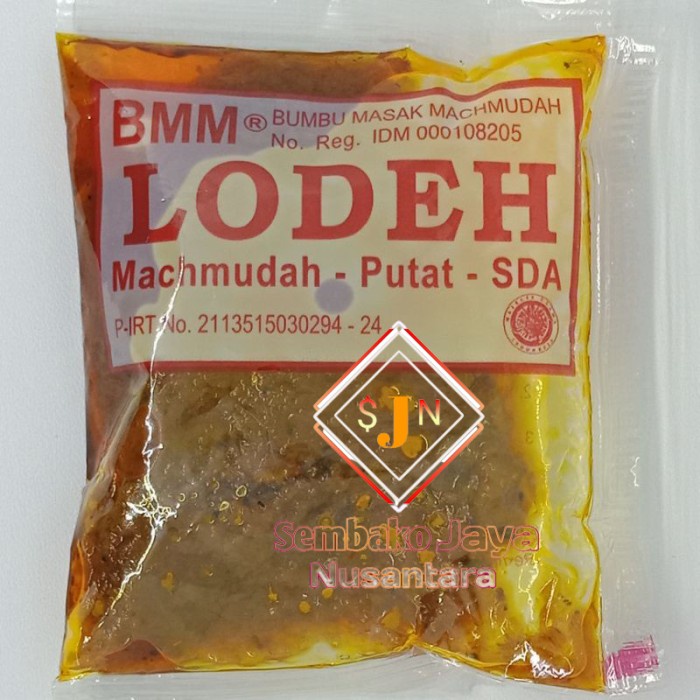 BMM® BUMBU MASAK MACHMUDAH
No. Reg. IDM 000108205
LODEH
Machmudah - Putat - SDA
P-IRT.No. 2113515030294 - 24
$JN
Sembako Jaya
Nusantara